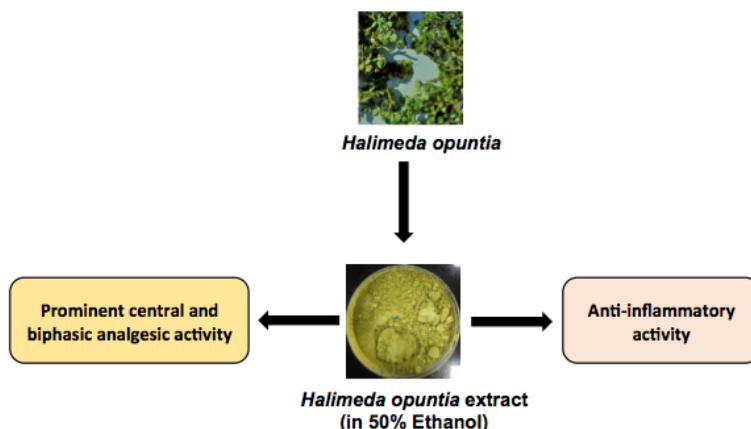 Halimeda opuntia
Prominent central and
biphasic analgesic activity
Anti-inflammatory
activity
Halimeda opuntia extract
(in 50% Ethanol)